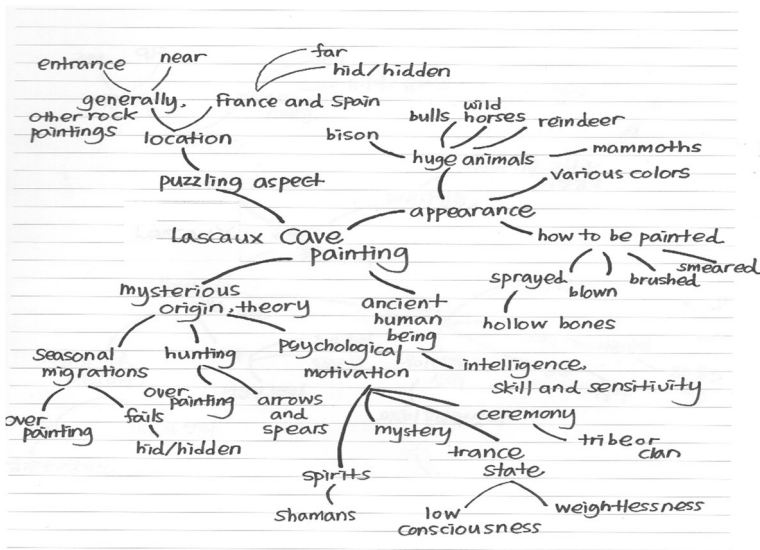 entrance
near
far
hid/hidden
generally,
other rock
paintings
France and Spain
location
puzzling aspect
bison
bulls
wild
horses
reindeer
huge animals
mammoths
various colors
appearance
how to be painted
sprayed
blown
brushed
smeared
hollow bones
Lascaux Cave
painting
mysterious
origin, theory
ancient
human
being
intelligence,
skill and sensitivity
seasonal
migrations
over
painting
fails
hid/hidden
hunting
over
painting
arrows
and
spears
psychological
motivation
spirits
shamans
mystery
trance
state
low
consciousness
weightlessness
ceremony
tribe or
clan